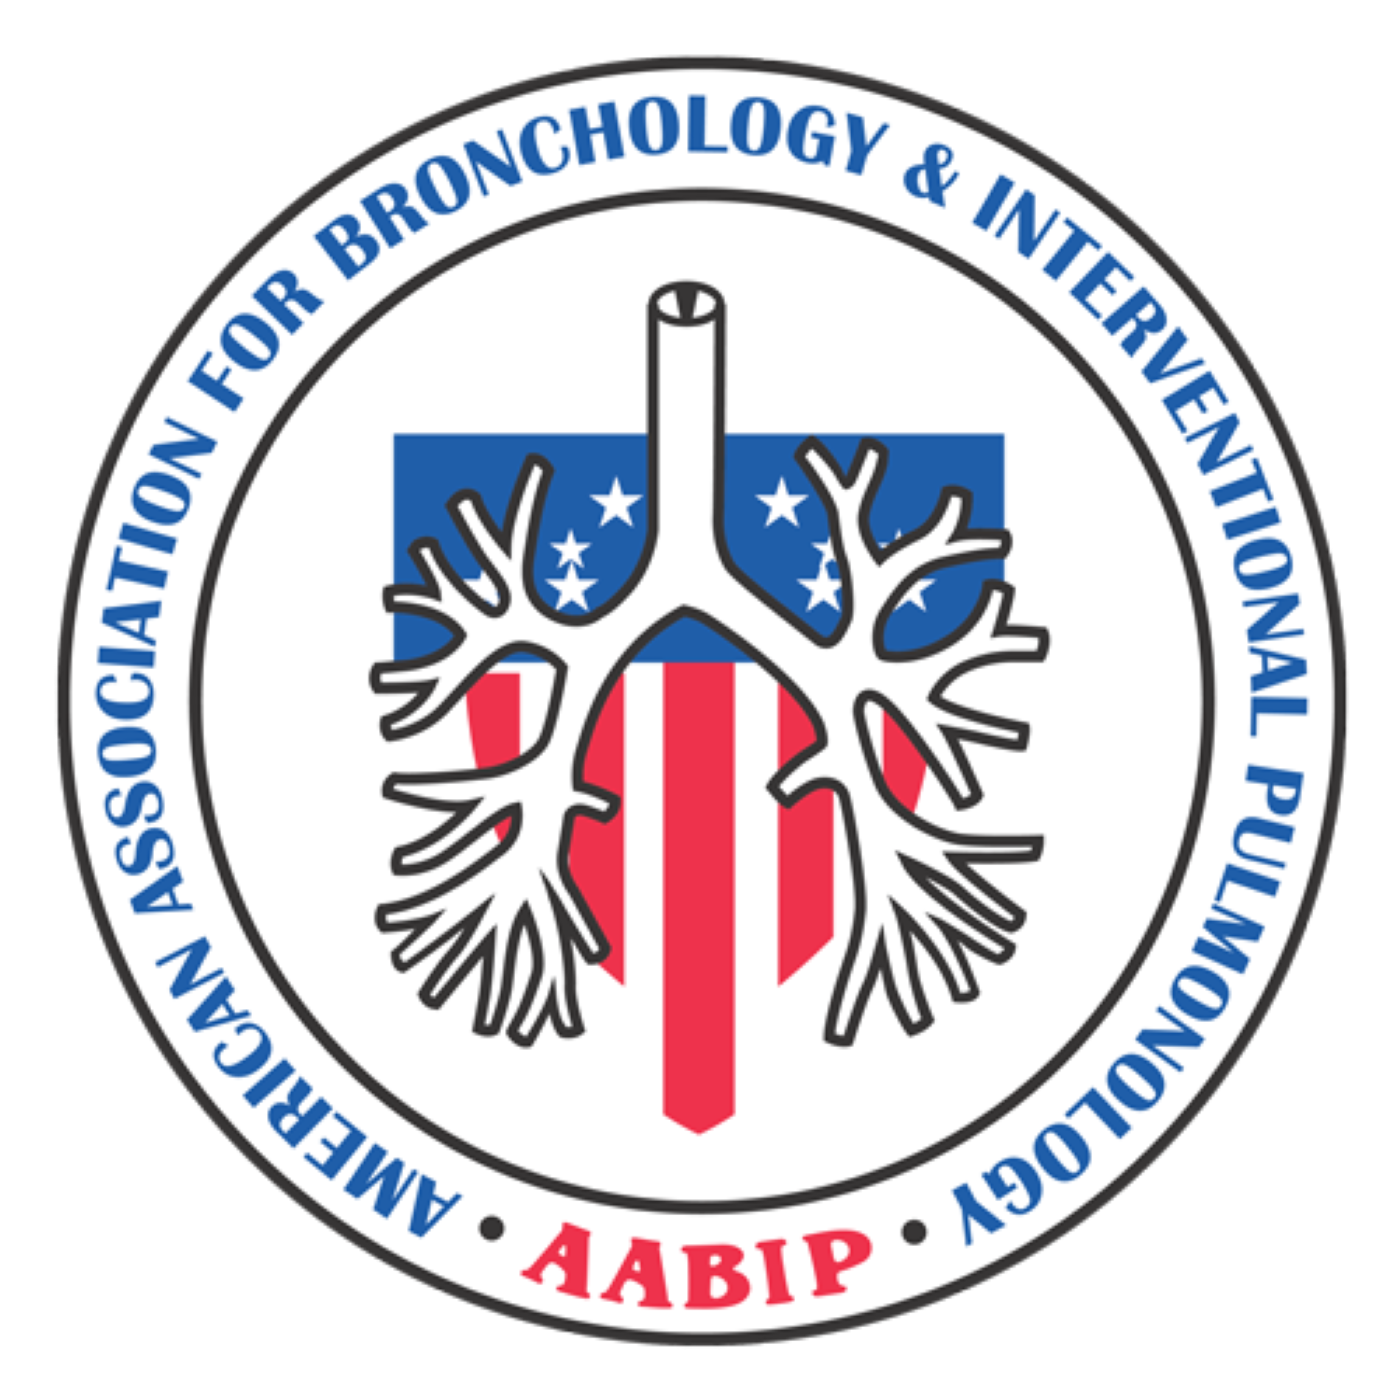 AMERICAN ASSOCIATION FOR BRONCHOLOGY & INTERVENTIONAL PULMONOLOGY
• AABIP •